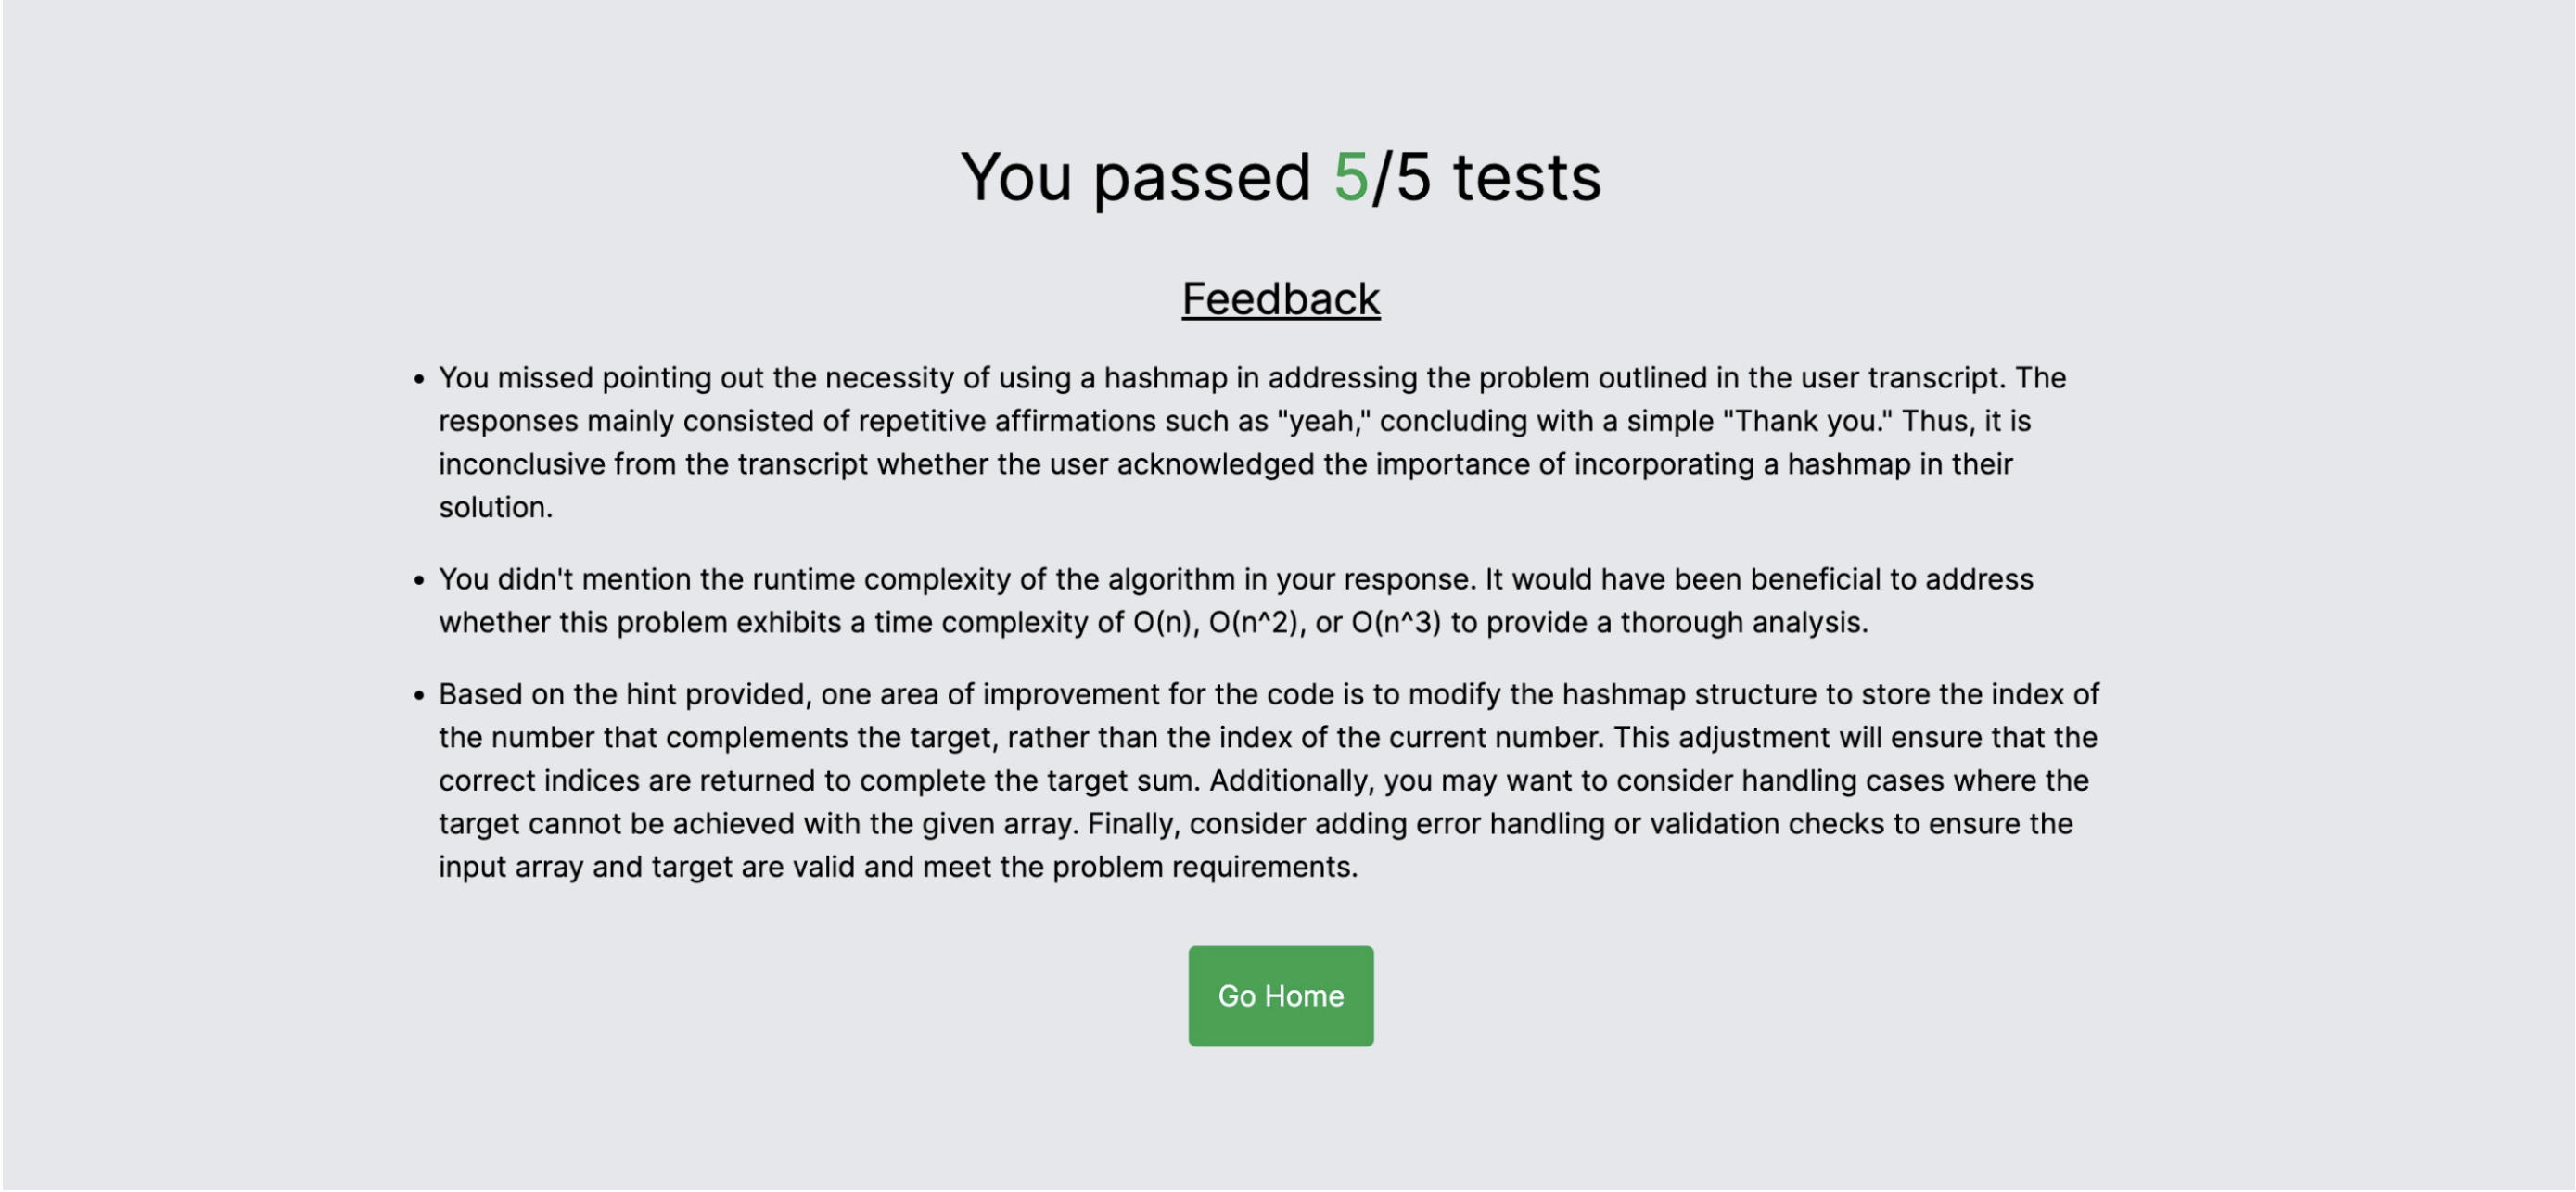 You passed 5/5 tests
Feedback
• You missed pointing out the necessity of using a hashmap in addressing the problem outlined in the user transcript. The
responses mainly consisted of repetitive affirmations such as "yeah," concluding with a simple "Thank you." Thus, it is
inconclusive from the transcript whether the user acknowledged the importance of incorporating a hashmap in their
solution.
• You didn't mention the runtime complexity of the algorithm in your response. It would have been beneficial to address
whether this problem exhibits a time complexity of O(n), O(n^2), or O(n^3) to provide a thorough analysis.
• Based on the hint provided, one area of improvement for the code is to modify the hashmap structure to store the index of
the number that complements the target, rather than the index of the current number. This adjustment will ensure that the
correct indices are returned to complete the target sum. Additionally, you may want to consider handling cases where the
target cannot be achieved with the given array. Finally, consider adding error handling or validation checks to ensure the
input array and target are valid and meet the problem requirements.
Go Home